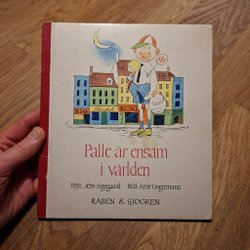 Palle är ensam
i världen
Text Jens Sigsgaard Bild Arne Ungermann
RABÉN & SJÖGREN